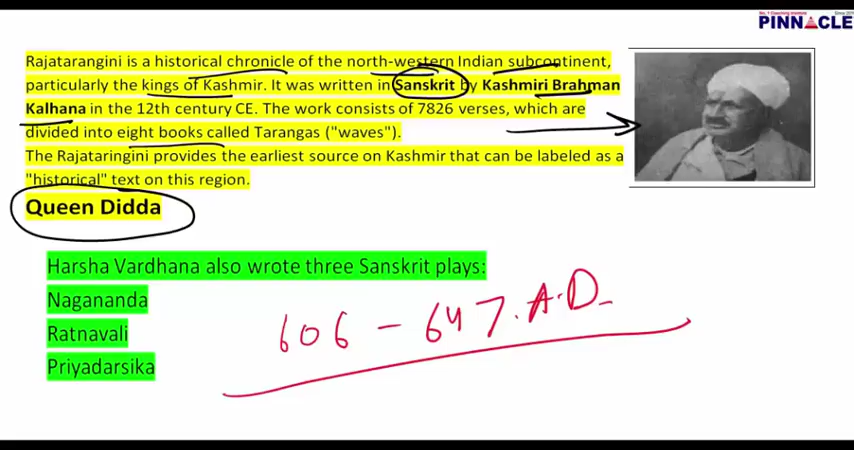 No. 1 Coaching Institute
PINNACLE
Rajatarangini is a historical chronicle of the north-western Indian subcontinent,
particularly the kings of Kashmir. It was written in Sanskrit by Kashmiri Brahman
Kalhana in the 12th century CE. The work consists of 7826 verses, which are
divided into eight books called Tarangas ("waves").
The Rajataringini provides the earliest source on Kashmir that can be labeled as a
"historical" text on this region.
Queen Didda
Harsha Vardhana also wrote three Sanskrit plays:
Nagananda
Ratnavali
Priyadarsika
606 - 647. A.D.